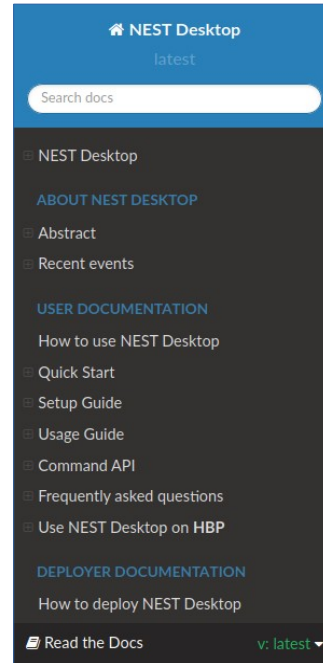 NEST Desktop
latest
Search docs
NEST Desktop
ABOUT NEST DESKTOP
Abstract
Recent events
USER DOCUMENTATION
How to use NEST Desktop
Quick Start
Setup Guide
Usage Guide
Command API
Frequently asked questions
Use NEST Desktop on HBP
DEPLOYER DOCUMENTATION
How to deploy NEST Desktop
Read the Docs v: latest